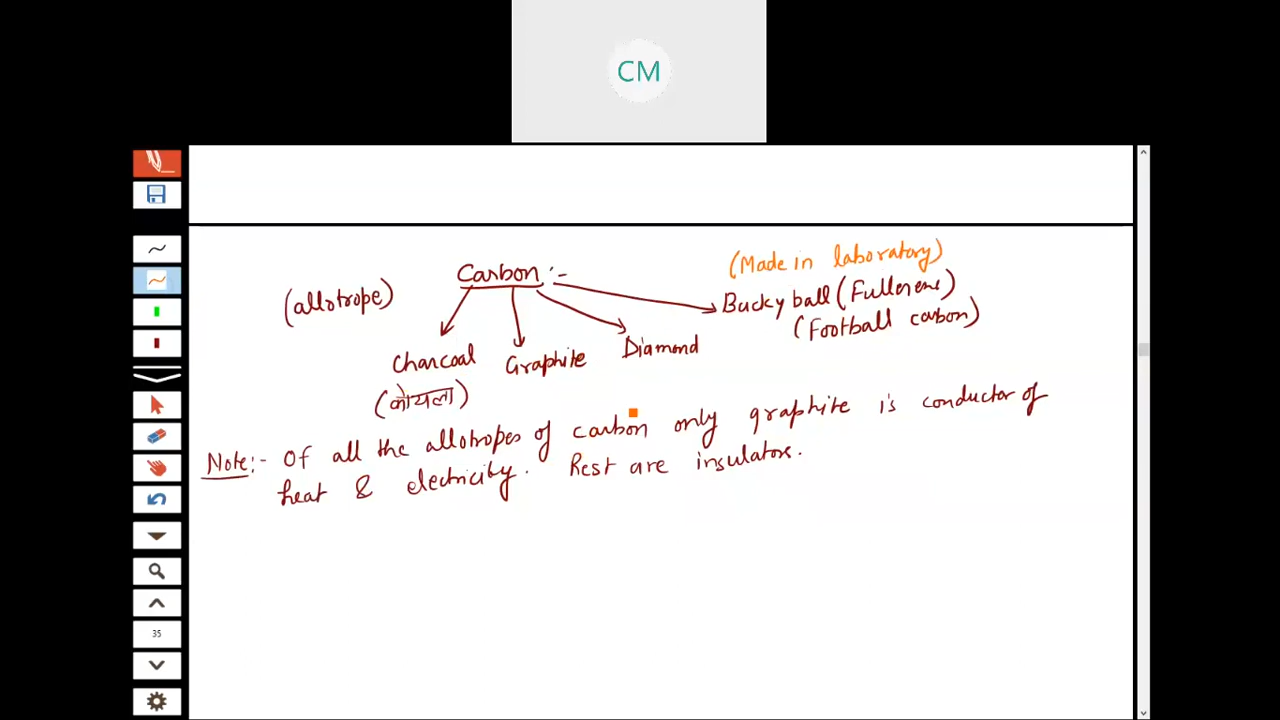 CM
(Made in laboratory)
Carbon :-
(allotrope)
Bucky ball (Fullerene)
(Football carbon)
Charcoal Graphite Diamond
(कोयला)
Note:- Of all the allotropes of carbon only graphite is conductor of
heat & electricity. Rest are insulators.
35